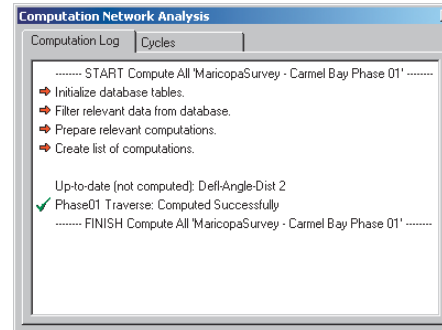 Computation Network Analysis
Computation Log Cycles
-------- START Compute All 'MaricopaSurvey - Carmel Bay Phase 01' --------
Initialize database tables.
Filter relevant data from database.
Prepare relevant computations.
Create list of computations.
Up-to-date (not computed): Defl-Angle-Dist 2
Phase01 Traverse: Computed Successfully
-------- FINISH Compute All 'MaricopaSurvey - Carmel Bay Phase 01' --------